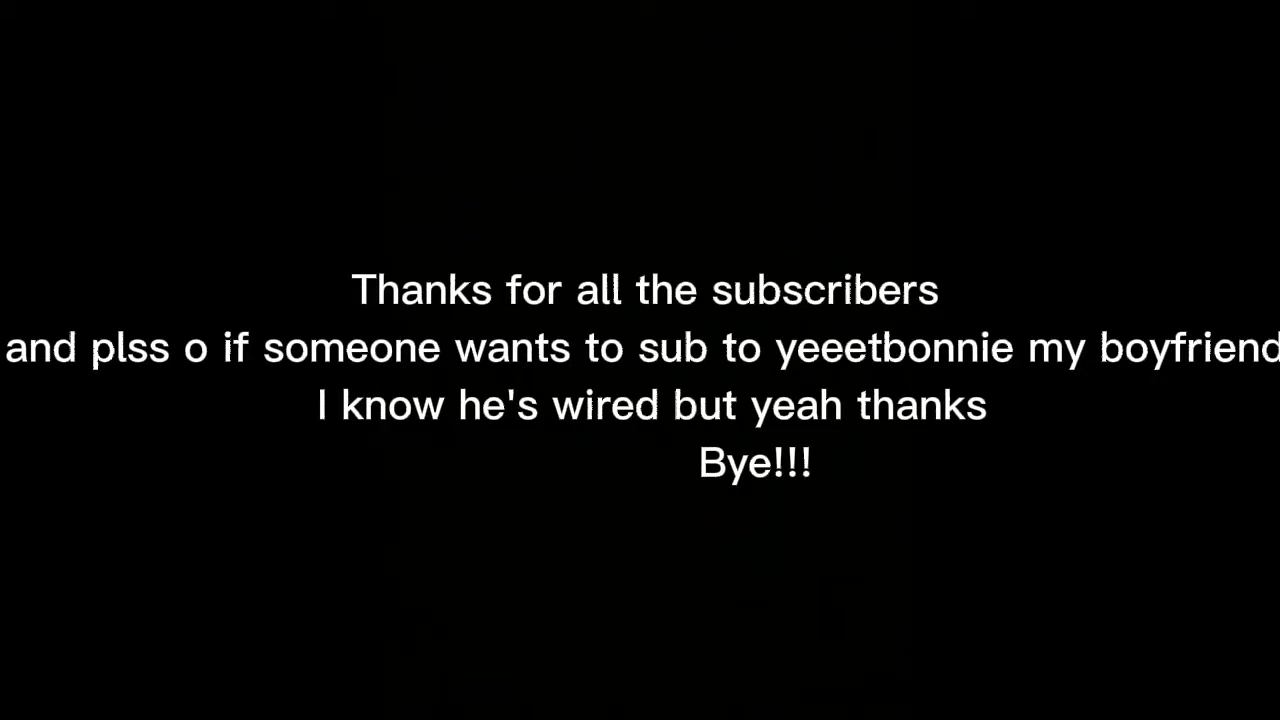 Thanks for all the subscribers
and plss o if someone wants to sub to yeeetbonnie my boyfriend
I know he's wired but yeah thanks
Bye!!!